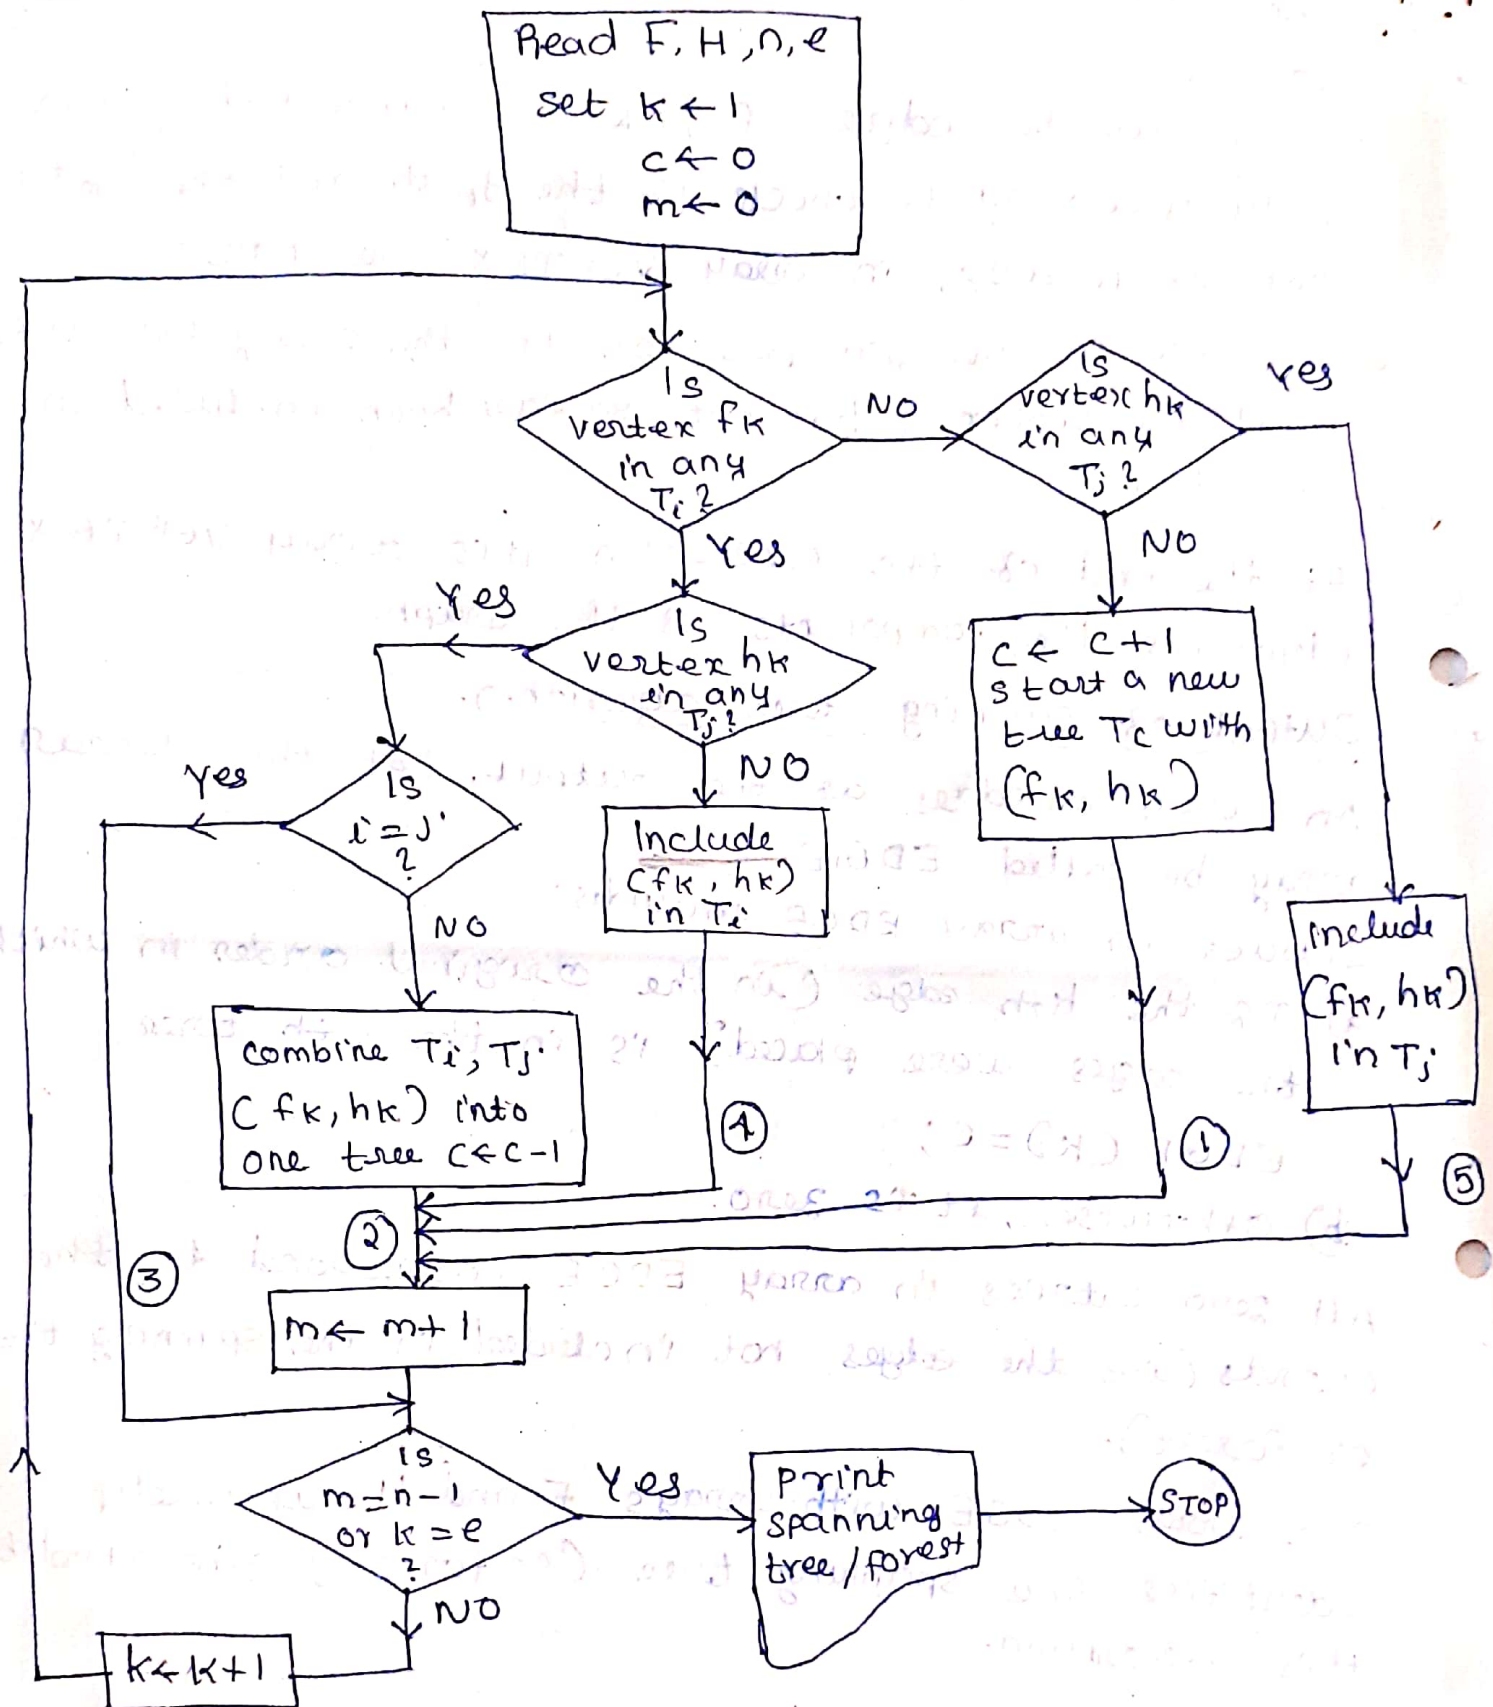 Read F, H, n, e
set k ← 1
c ← 0
m ← 0
Is
vertex fk
in any
Ti ?
NO
Is
vertex hk
in any
Tj ?
Yes
NO
Yes
Yes
Is
vertex hk
in any
Tj ?
NO
c ← c + 1
start a new
tree Tc with
(fk, hk)
Yes
Is
i = j
?
NO
Include
(fk, hk)
in Ti
include
(fk, hk)
in Tj
combine Ti, Tj
(fk, hk) into
one tree c ← c - 1
4
1
5
2
3
m ← m + 1
Is
m = n - 1
or k = e
?
Yes
print
spanning
tree / forest
STOP
NO
k ← k + 1